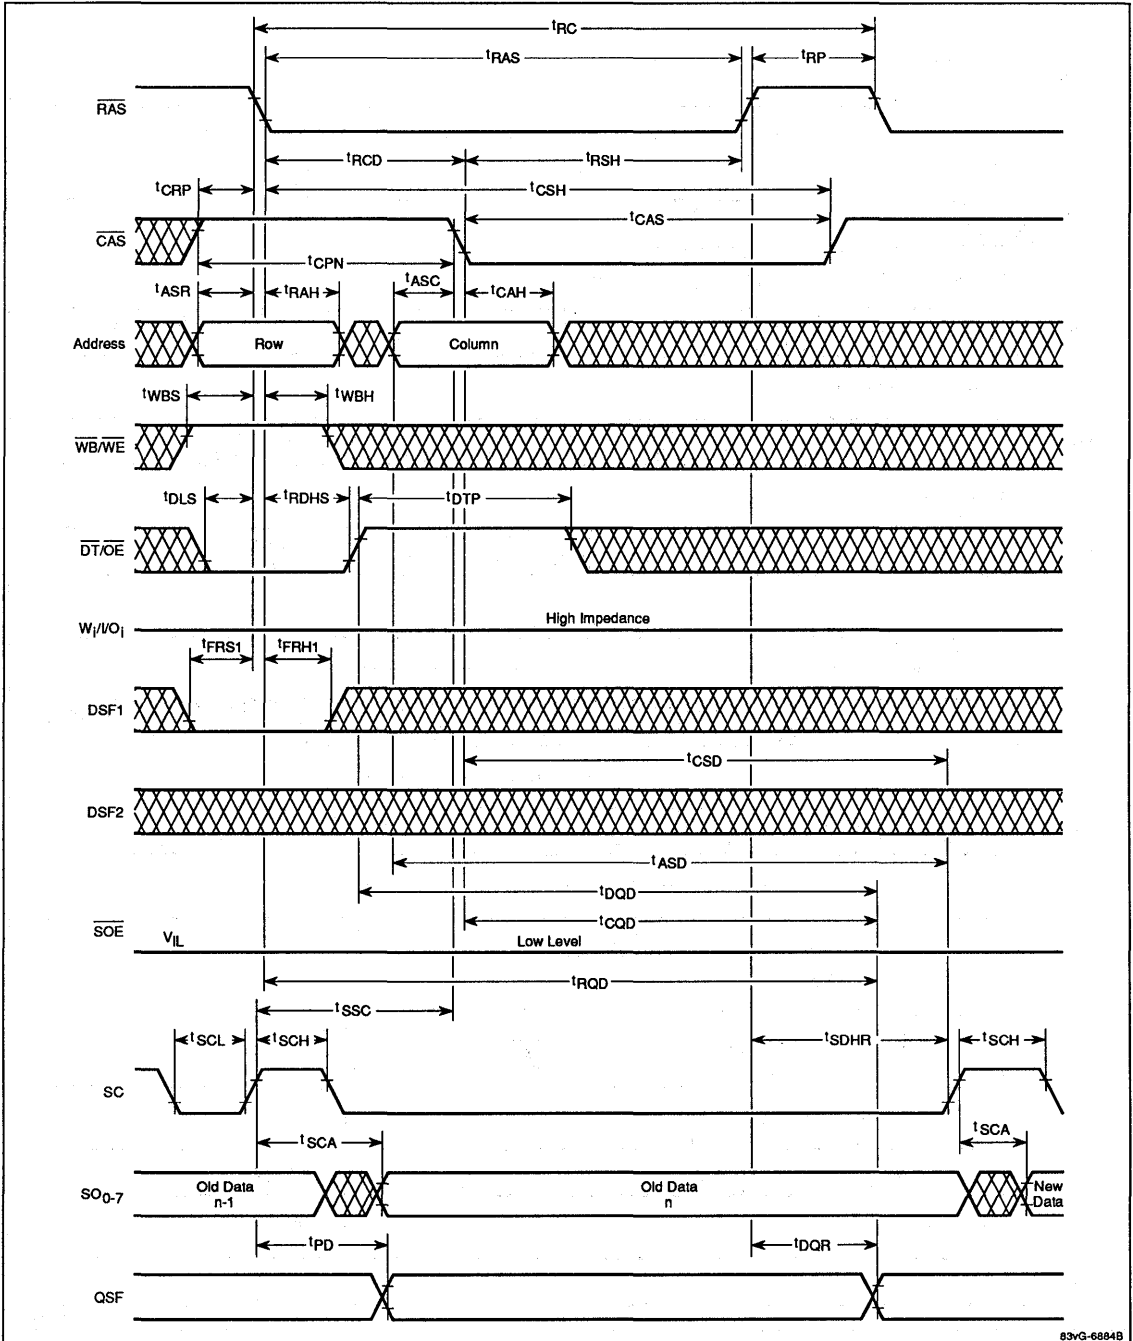 tRC
tRAS
tRP
RAS
tRCD
tRSH
tCRP
tCSH
tCAS
CAS
tCPN
tASR
tRAH
tASC
tCAH
Address
Row
Column
tWBS
tWBH
WB/WE
tDLS
tRDHS
tDTP
DT/OE
High Impedance
Wi/I/Oi
tFRS1
tFRH1
DSF1
tCSD
DSF2
tASD
tDQD
tCQD
SOE
VIL
Low Level
tRQD
tSSC
tSCL
tSCH
tSDHR
tSCH
SC
tSCA
tSCA
SO0-7
Old Data
n-1
Old Data
n
New
Data
tPD
tDQR
QSF
83vG-6884B